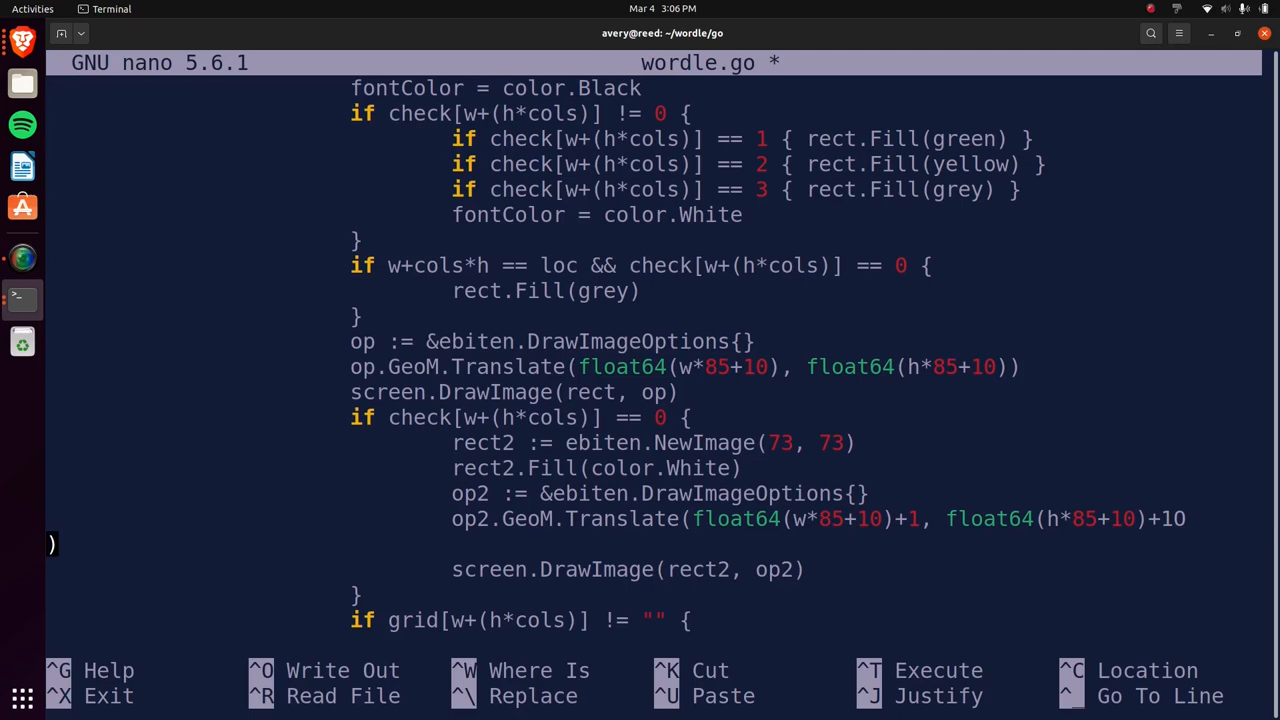 Activities
Terminal
Mar 4 3:06 PM
avery@reed: ~/wordle/go
GNU nano 5.6.1
wordle.go *
fontColor = color.Black
if check[w+(h*cols)] != 0 {
if check[w+(h*cols)] == 1 { rect.Fill(green) }
if check[w+(h*cols)] == 2 { rect.Fill(yellow) }
if check[w+(h*cols)] == 3 { rect.Fill(grey) }
fontColor = color.White
}
if w+cols*h == loc && check[w+(h*cols)] == 0 {
rect.Fill(grey)
}
op := &ebiten.DrawImageOptions{}
op.GeoM.Translate(float64(w*85+10), float64(h*85+10))
screen.DrawImage(rect, op)
if check[w+(h*cols)] == 0 {
rect2 := ebiten.NewImage(73, 73)
rect2.Fill(color.White)
op2 := &ebiten.DrawImageOptions{}
op2.GeoM.Translate(float64(w*85+10)+1, float64(h*85+10)+1O
)
screen.DrawImage(rect2, op2)
}
if grid[w+(h*cols)] != "" {
^G Help ^O Write Out ^W Where Is ^K Cut ^T Execute ^C Location
^X Exit ^R Read File ^\ Replace ^U Paste ^J Justify ^_ Go To Line